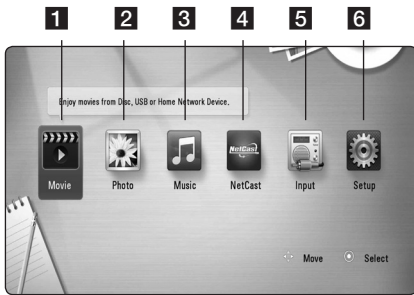 1 2 3 4 5 6
Enjoy movies from Disc, USB or Home Network Device.
NetCast
Movie Photo Music NetCast Input Setup
Move Select